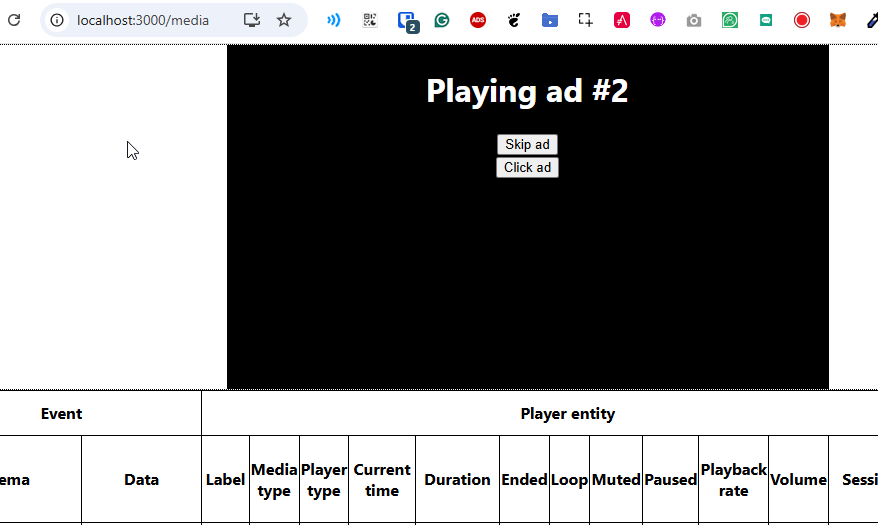 localhost:3000/media
2
ADS
Playing ad #2
Skip ad
Click ad
Event
Player entity
ema
Data
Label
Media
type
Player
type
Current
time
Duration
Ended
Loop
Muted
Paused
Playback
rate
Volume
Sessi